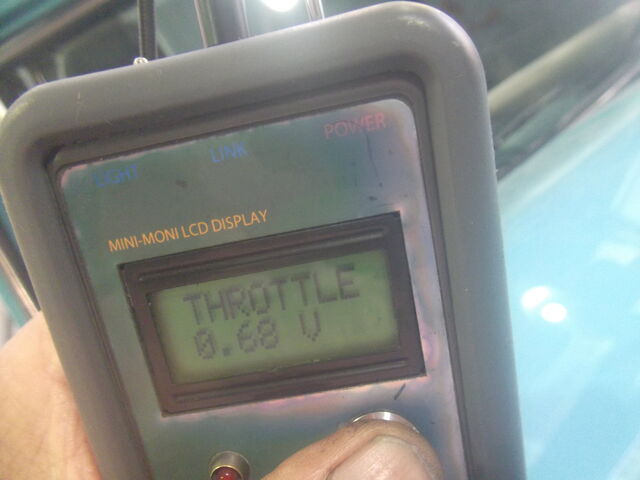 POWER
LINK
LIGHT
MINI-MONI LCD DISPLAY
THROTTLE
0.68 V